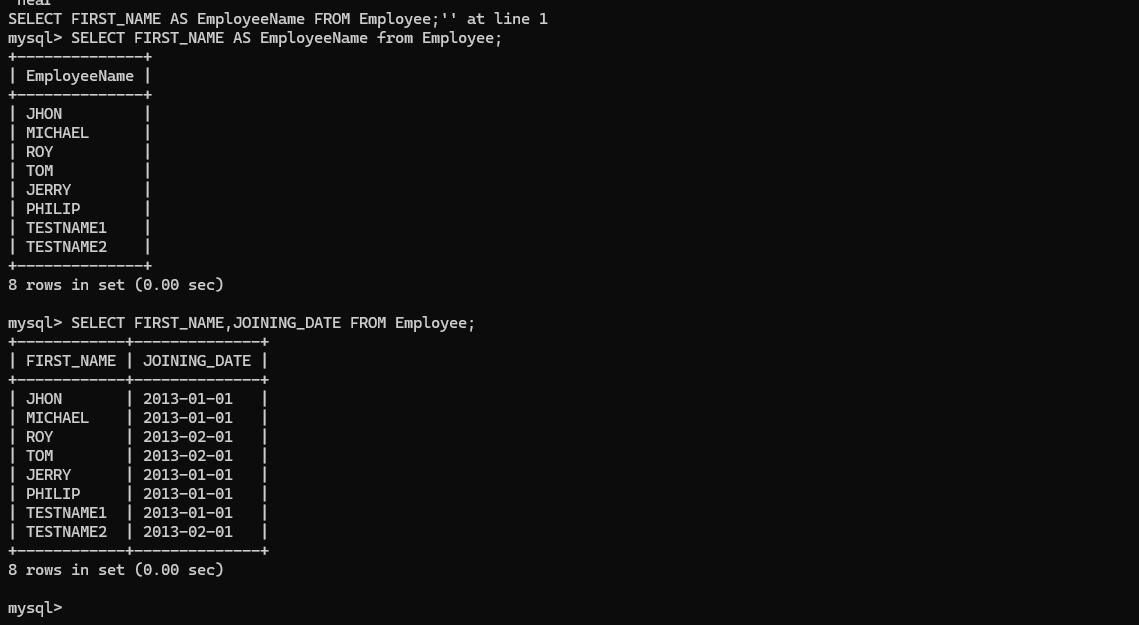 near
SELECT FIRST_NAME AS EmployeeName FROM Employee;'' at line 1
mysql> SELECT FIRST_NAME AS EmployeeName from Employee;
+--------------+
| EmployeeName |
+--------------+
| JHON         |
| MICHAEL      |
| ROY          |
| TOM          |
| JERRY        |
| PHILIP       |
| TESTNAME1    |
| TESTNAME2    |
+--------------+
8 rows in set (0.00 sec)

mysql> SELECT FIRST_NAME,JOINING_DATE FROM Employee;
+------------+--------------+
| FIRST_NAME | JOINING_DATE |
+------------+--------------+
| JHON       | 2013-01-01   |
| MICHAEL    | 2013-01-01   |
| ROY        | 2013-02-01   |
| TOM        | 2013-02-01   |
| JERRY      | 2013-01-01   |
| PHILIP     | 2013-01-01   |
| TESTNAME1  | 2013-01-01   |
| TESTNAME2  | 2013-02-01   |
+------------+--------------+
8 rows in set (0.00 sec)

mysql>